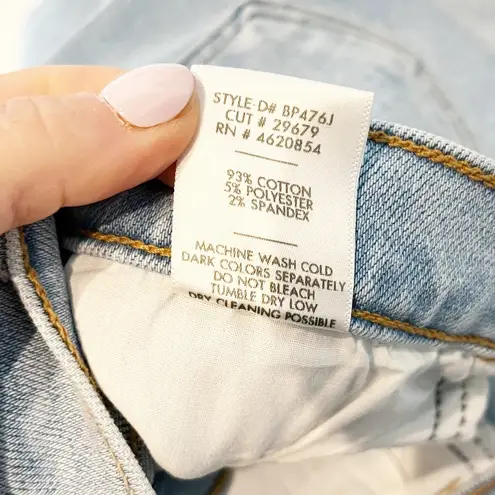 STYLE-D# BP476J
CUT # 29679
RN # 4620854
93% COTTON
5% POLYESTER
2% SPANDEX
MACHINE WASH COLD
DARK COLORS SEPARATELY
DO NOT BLEACH
TUMBLE DRY LOW
DRY CLEANING POSSIBLE